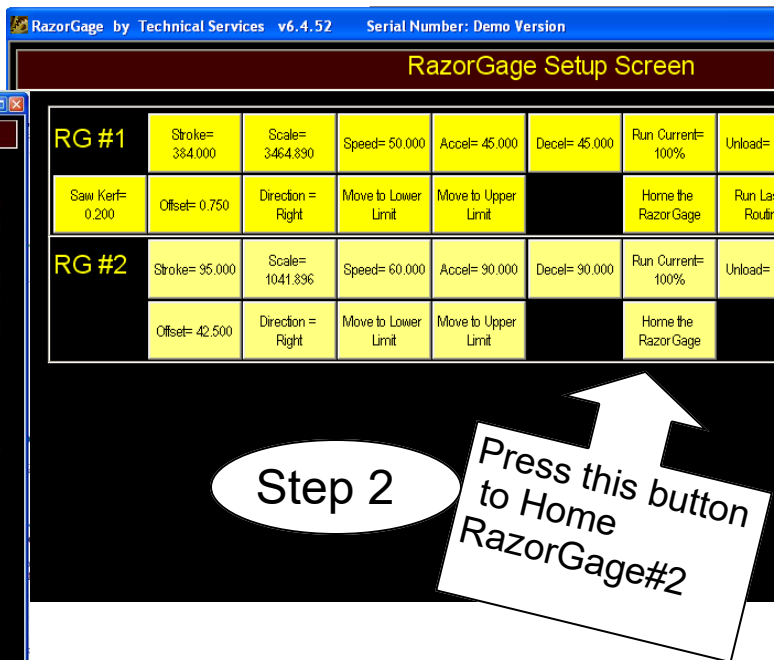 RazorGage by Technical Services v6.4.52 Serial Number: Demo Version
RazorGage Setup Screen
RG #1
Stroke=
384.000
Scale=
3464.890
Speed= 50.000
Accel= 45.000
Decel= 45.000
Run Current=
100%
Unload=
Saw Kerf=
0.200
Offset= 0.750
Direction =
Right
Move to Lower
Limit
Move to Upper
Limit
Home the
RazorGage
Run
RG #2
Stroke= 95.000
Scale=
1041.896
Speed= 60.000
Accel= 90.000
Decel= 90.000
Run Current=
100%
Unload=
Offset= 42.500
Direction =
Right
Move to Lower
Limit
Move to Upper
Limit
Home the
RazorGage
Step 2
Press this button
to Home
RazorGage#2